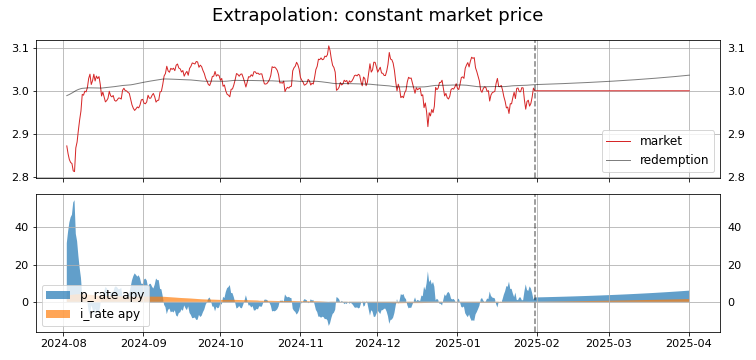 Extrapolation: constant market price
3.1 3.1
3.0 3.0
2.9 2.9
2.8 2.8
market
redemption
40 40
20 20
0 0
p_rate apy
i_rate apy
2024-08 2024-09 2024-10 2024-11 2024-12 2025-01 2025-02 2025-03 2025-04